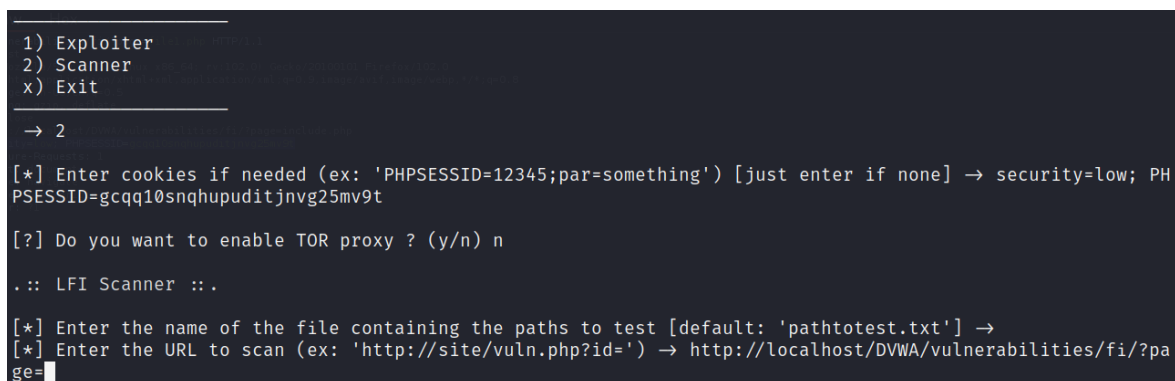 1) Exploiter
2) Scanner
x) Exit
→ 2
[*] Enter cookies if needed (ex: 'PHPSESSID=12345;par=something') [just enter if none] → security=low; PH
PSESSID=gcqq10snqhupuditjnvg25mv9t
[?] Do you want to enable TOR proxy ? (y/n) n
.:: LFI Scanner ::.
[*] Enter the name of the file containing the paths to test [default: 'pathtotest.txt'] →
[*] Enter the URL to scan (ex: 'http://site/vuln.php?id=') → http://localhost/DVWA/vulnerabilities/fi/?pa
ge=